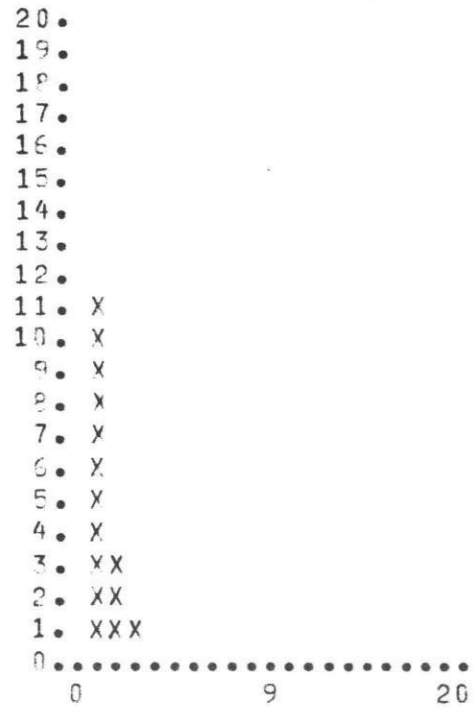 20.
19.
18.
17.
16.
15.
14.
13.
12.
11. X
10. X
9. X
8. X
7. X
6. X
5. X
4. X
3. XX
2. XX
1. XXX
0......................
0 9 20